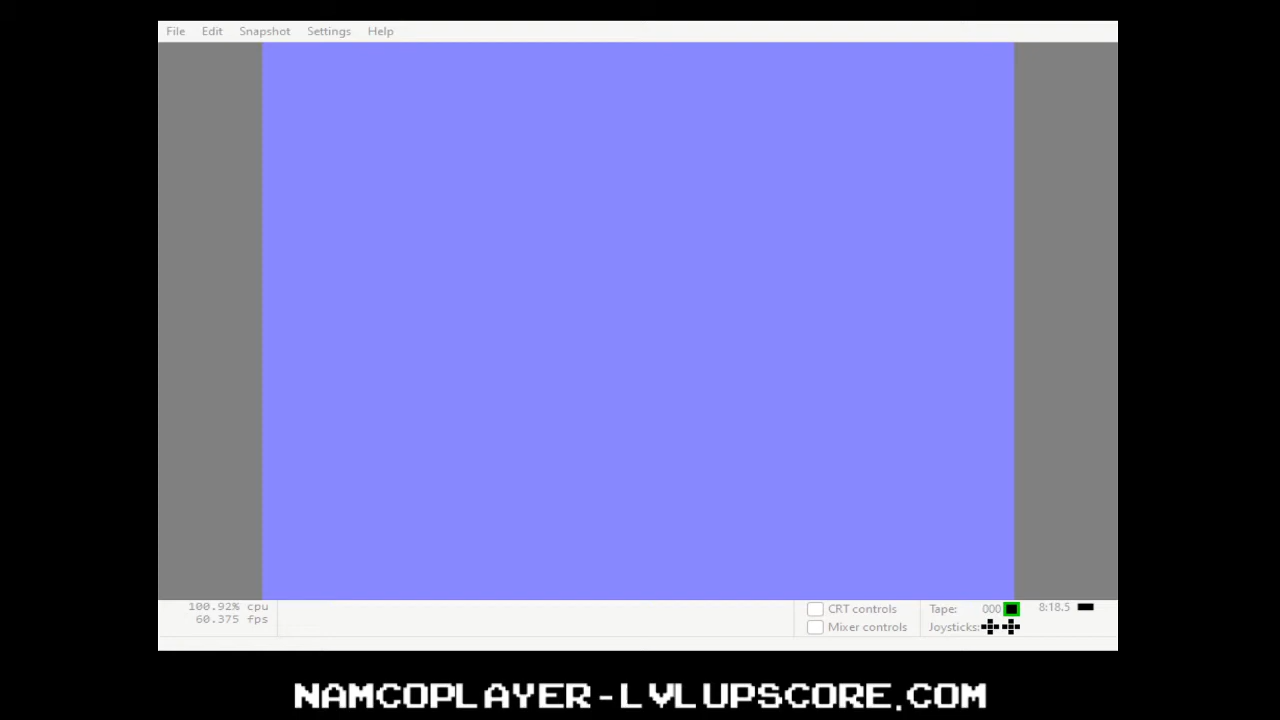 File Edit Snapshot Settings Help
100.92% cpu
60.375 fps
CRT controls
Mixer controls
Tape: 000
Joysticks:
8:18.5
NAMCOPLAYER-LVLUPSCORE.COM